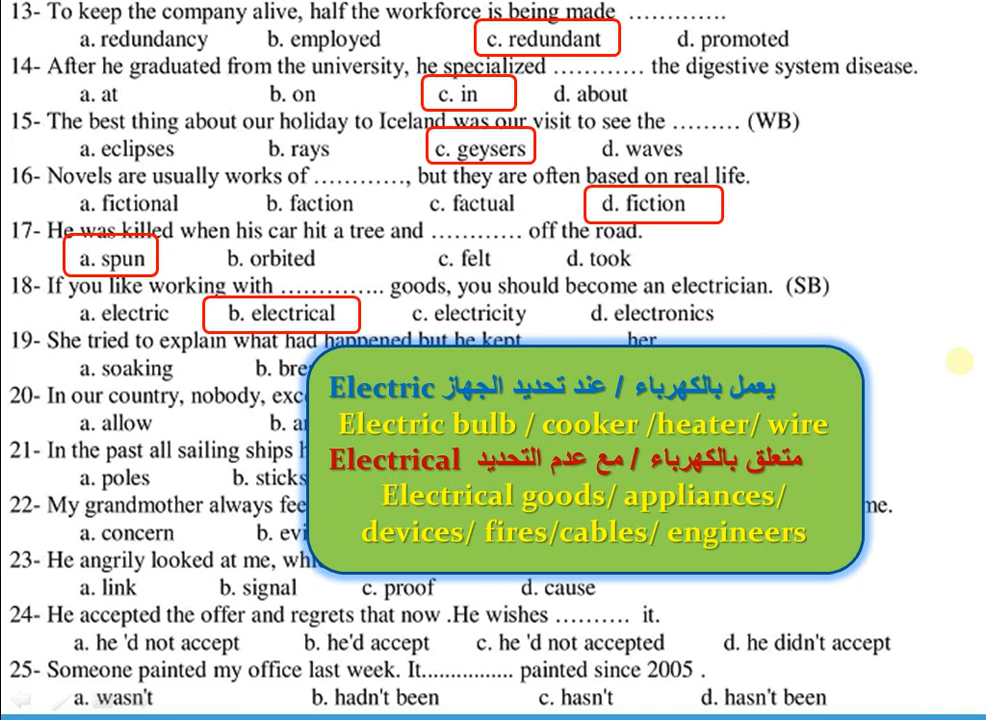 13- To keep the company alive, half the workforce is being made .............
a. redundancy b. employed c. redundant d. promoted
14- After he graduated from the university, he specialized ............ the digestive system disease.
a. at b. on c. in d. about
15- The best thing about our holiday to Iceland was our visit to see the ......... (WB)
a. eclipses b. rays c. geysers d. waves
16- Novels are usually works of ............, but they are often based on real life.
a. fictional b. faction c. factual d. fiction
17- He was killed when his car hit a tree and ............ off the road.
a. spun b. orbited c. felt d. took
18- If you like working with .............. goods, you should become an electrician. (SB)
a. electric b. electrical c. electricity d. electronics
19- She tried to explain what had happened but he kept her
a. soaking b. bre
20- In our country, nobody, exc
a. allow b. a
21- In the past all sailing ships h
a. poles b. sticks
22- My grandmother always fee me.
a. concern b. evi
23- He angrily looked at me, whi
a. link b. signal c. proof d. cause
24- He accepted the offer and regrets that now .He wishes .......... it.
a. he 'd not accept b. he'd accept c. he 'd not accepted d. he didn't accept
25- Someone painted my office last week. It............... painted since 2005 .
a. wasn't b. hadn't been c. hasn't d. hasn't been
Electric يعمل بالكهرباء / عند تحديد الجهاز
Electric bulb / cooker /heater/ wire
Electrical متعلق بالكهرباء / مع عدم التحديد
Electrical goods/ appliances/
devices/ fires/cables/ engineers